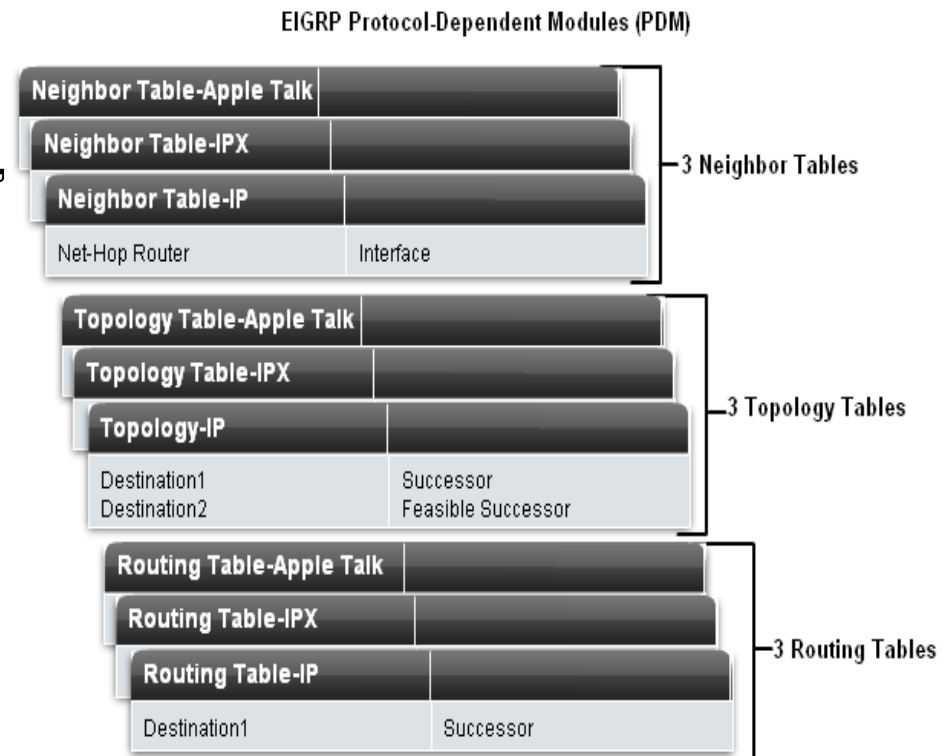 EIGRP Protocol-Dependent Modules (PDM)
Neighbor Table-Apple Talk
Neighbor Table-IPX
Neighbor Table-IP
Net-Hop Router Interface
3 Neighbor Tables
Topology Table-Apple Talk
Topology Table-IPX
Topology-IP
Destination1 Successor
Destination2 Feasible Successor
3 Topology Tables
Routing Table-Apple Talk
Routing Table-IPX
Routing Table-IP
Destination1 Successor
3 Routing Tables